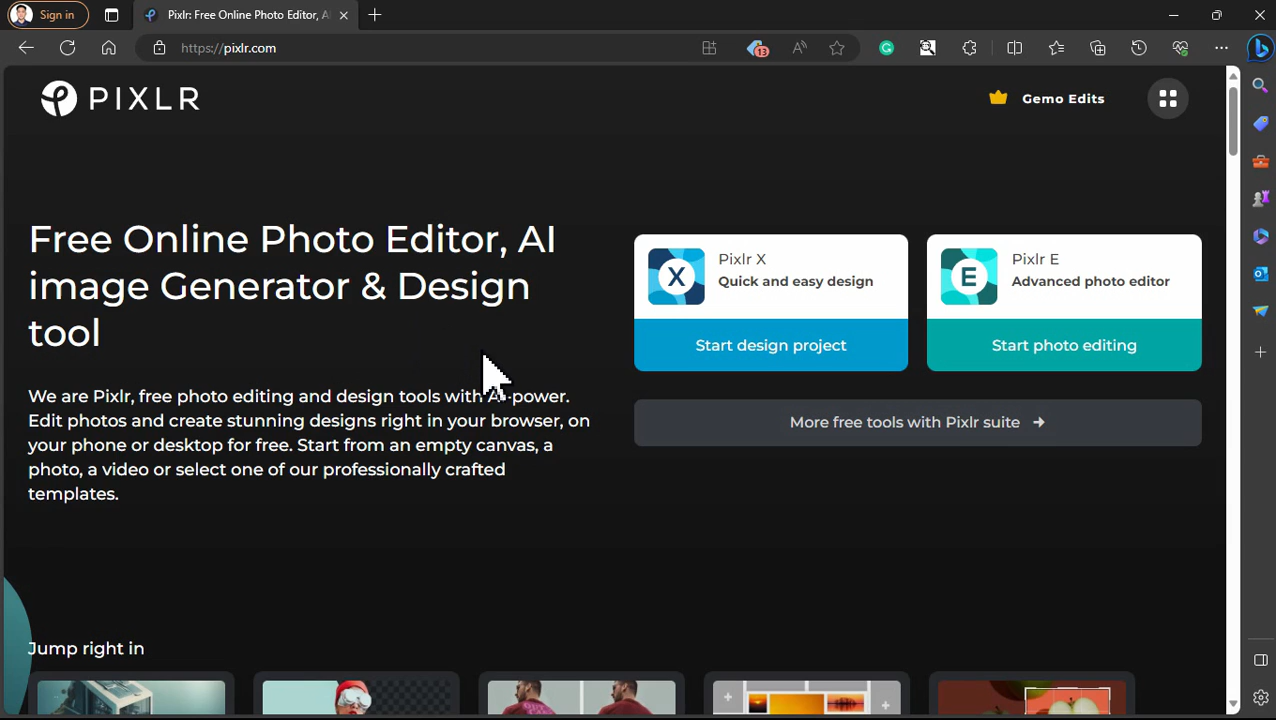 Sign in
Pixlr: Free Online Photo Editor, A
https://pixlr.com
13
PIXLR
Gemo Edits
Free Online Photo Editor, AI
image Generator & Design
tool
We are Pixlr, free photo editing and design tools with AI-power.
Edit photos and create stunning designs right in your browser, on
your phone or desktop for free. Start from an empty canvas, a
photo, a video or select one of our professionally crafted
templates.
X
Pixlr X
Quick and easy design
Start design project
E
Pixlr E
Advanced photo editor
Start photo editing
More free tools with Pixlr suite
Jump right in